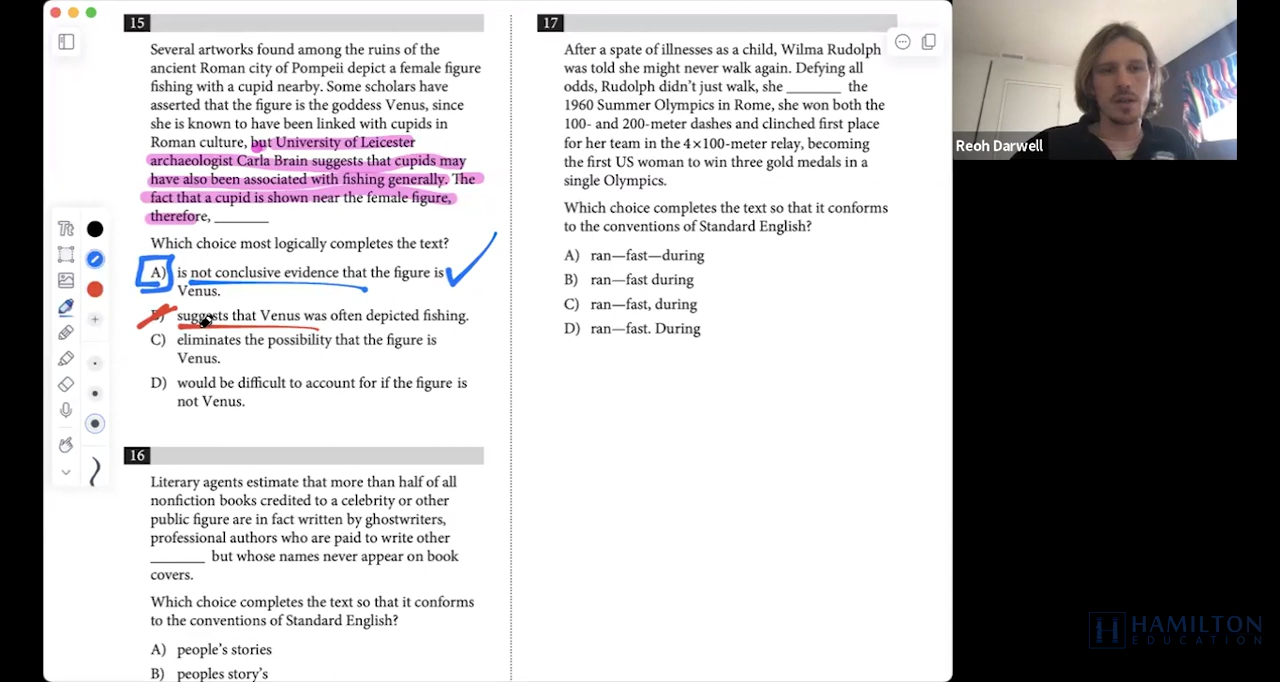 15
Several artworks found among the ruins of the
ancient Roman city of Pompeii depict a female figure
fishing with a cupid nearby. Some scholars have
asserted that the figure is the goddess Venus, since
she is known to have been linked with cupids in
Roman culture, but University of Leicester
archaeologist Carla Brain suggests that cupids may
have also been associated with fishing generally. The
fact that a cupid is shown near the female figure,
therefore, ______
Which choice most logically completes the text?
A) is not conclusive evidence that the figure is
Venus.
B) suggests that Venus was often depicted fishing.
C) eliminates the possibility that the figure is
Venus.
D) would be difficult to account for if the figure is
not Venus.
16
Literary agents estimate that more than half of all
nonfiction books credited to a celebrity or other
public figure are in fact written by ghostwriters,
professional authors who are paid to write other
______ but whose names never appear on book
covers.
Which choice completes the text so that it conforms
to the conventions of Standard English?
A) people’s stories
B) peoples story’s
17
After a spate of illnesses as a child, Wilma Rudolph
was told she might never walk again. Defying all
odds, Rudolph didn’t just walk, she ______ the
1960 Summer Olympics in Rome, she won both the
100- and 200-meter dashes and clinched first place
for her team in the 4×100-meter relay, becoming
the first US woman to win three gold medals in a
single Olympics.
Which choice completes the text so that it conforms
to the conventions of Standard English?
A) ran—fast—during
B) ran—fast during
C) ran—fast, during
D) ran—fast. During
Tt
Reoh Darwell
H HAMILTON
EDUCATION